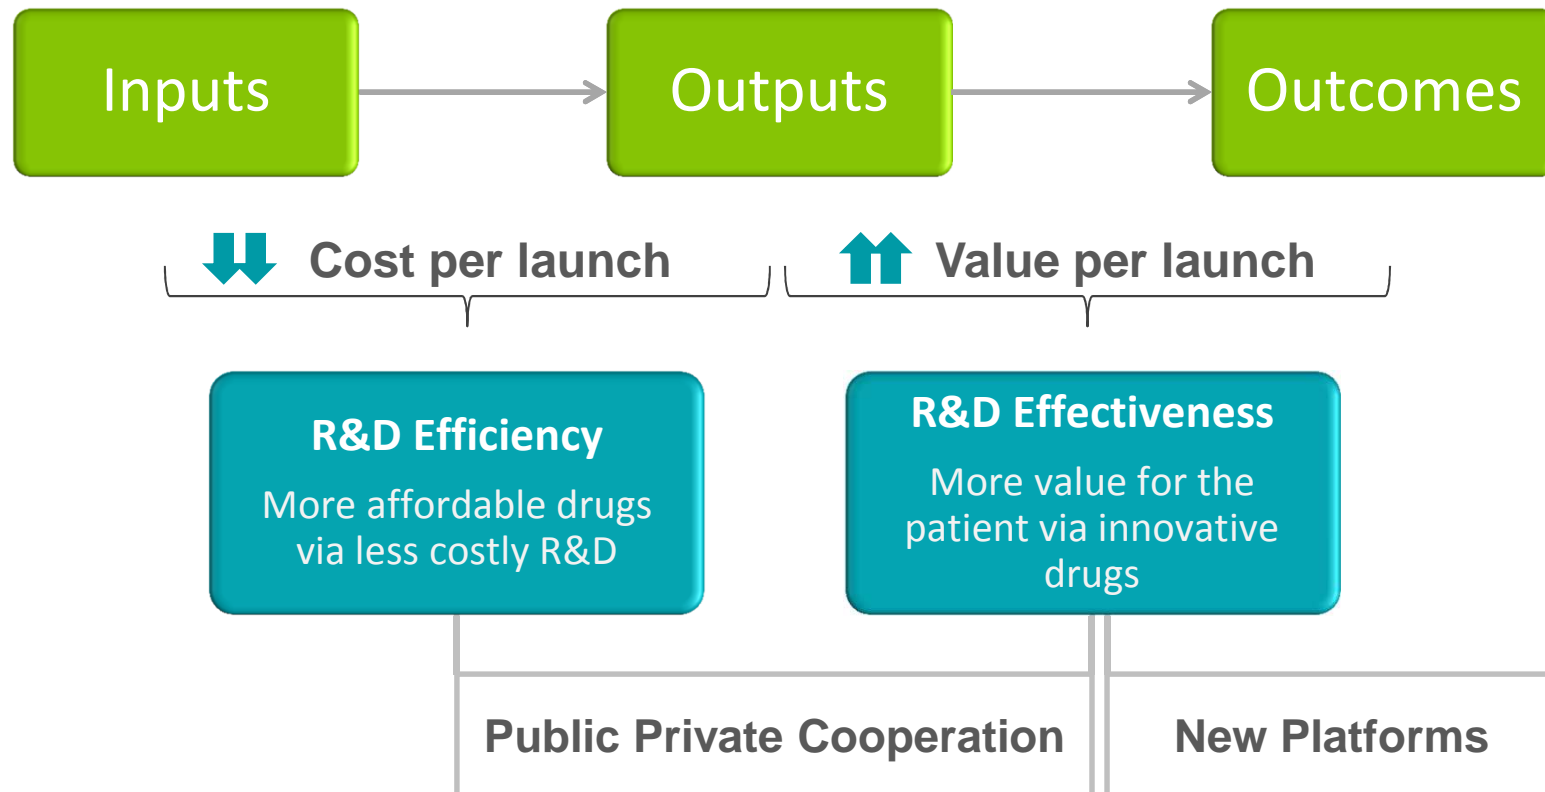 Inputs
Outputs
Outcomes
Cost per launch
Value per launch
R&D Efficiency
More affordable drugs
via less costly R&D
R&D Effectiveness
More value for the
patient via innovative
drugs
Public Private Cooperation
New Platforms